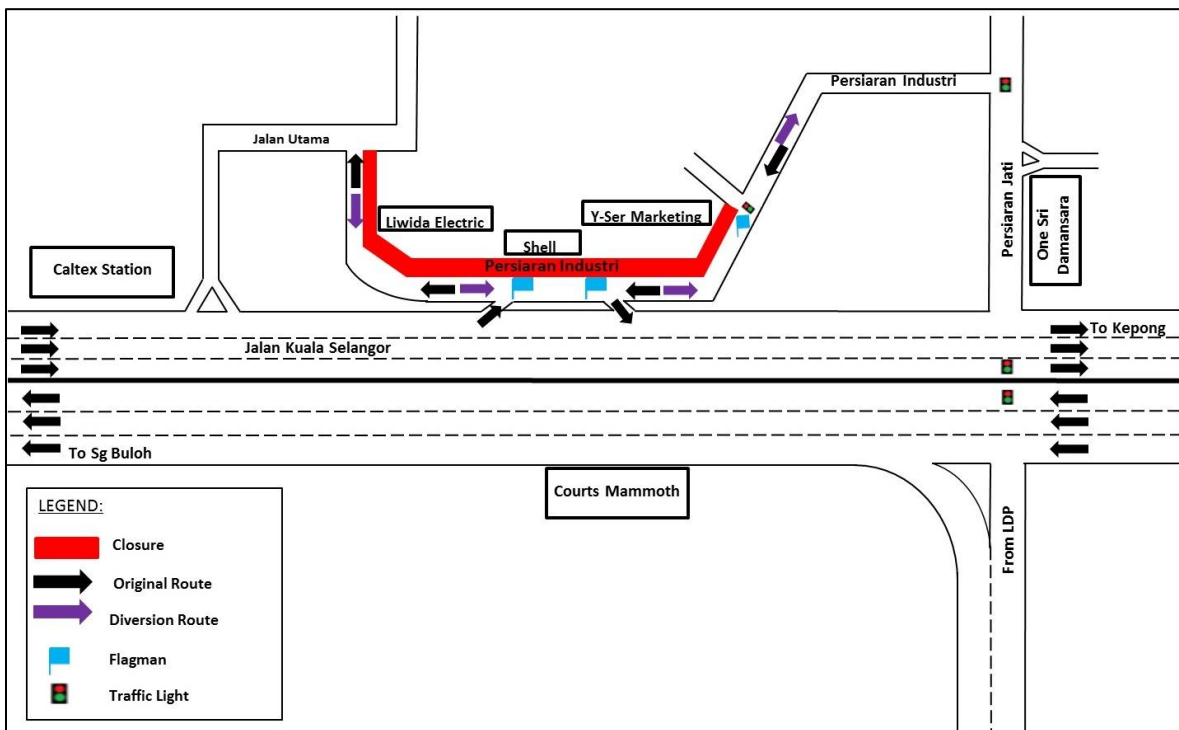 Persiaran Industri
Jalan Utama
Liwida Electric
Y-Ser Marketing
Shell
Persiaran Industri
Caltex Station
Persiaran Jati
One Sri
Damansara
To Kepong
Jalan Kuala Selangor
To Sg Buloh
Courts Mammoth
From LDP
LEGEND:
Closure
Original Route
Diversion Route
Flagman
Traffic Light